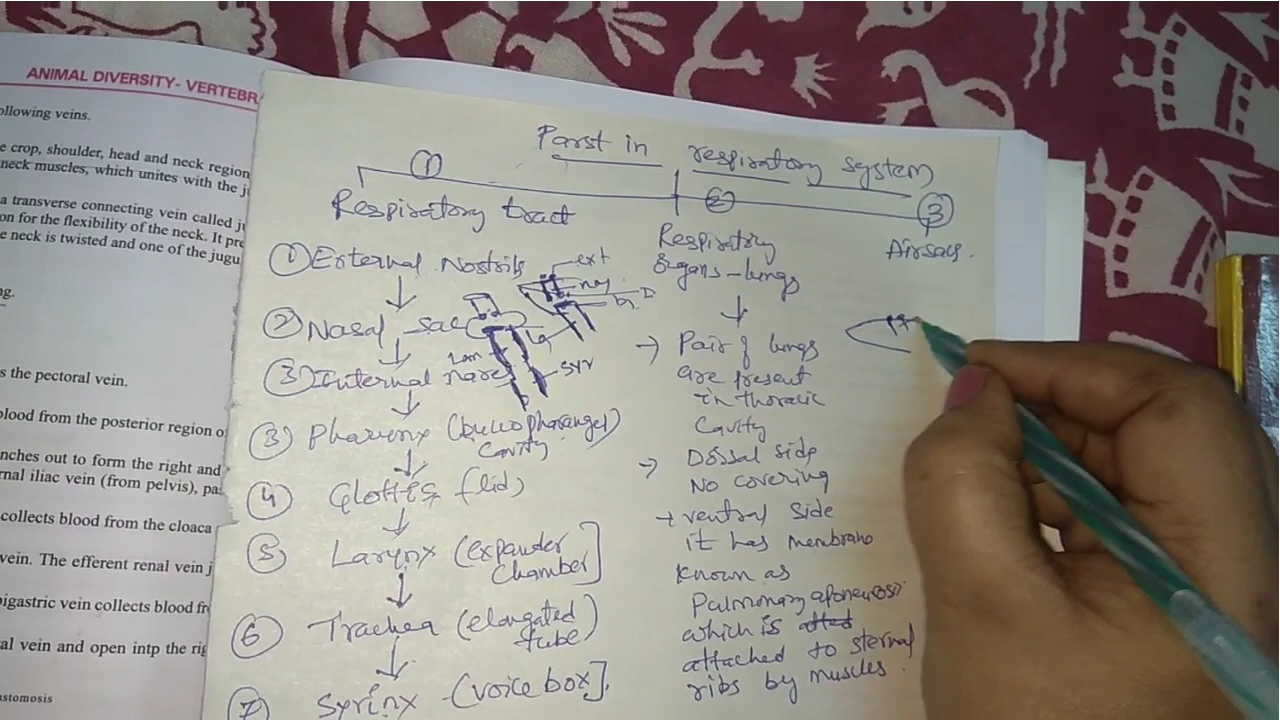 ANIMAL DIVERSITY- VERTEBR
ollowing veins.
e crop, shoulder, head and neck region
neck muscles, which unites with the j
a transverse connecting vein called j
on for the flexibility of the neck. It pre
e neck is twisted and one of the jugu
ng.
s the pectoral vein.
lood from the posterior region o
nches out to form the right and
rnal iliac vein (from pelvis), pa
collects blood from the cloaca
vein. The efferent renal vein j
igastric vein collects blood fr
al vein and open intp the rig
astomosis
Parst in respiratory system
① ② ③
Respiratory tract
① External Nostrils
② Nasal sac
③ Internal nares
③ Pharynx (buccopharangel)
cavity
④ Glottis (lid)
⑤ Larynx (expander
chamber]
⑥ Trachea (elongated
tube)
⑦ Syrinx - (voice box].
ext
syr
Respiratory
organs - lungs
→ Pair of lungs
are present
in thoracic
cavity
→ Dorsal side
No covering
→ ventral side
it has membrane
known as
Pulmonary aponeurosi
which is
attached to sternal
ribs by muscles.
Airsacs.